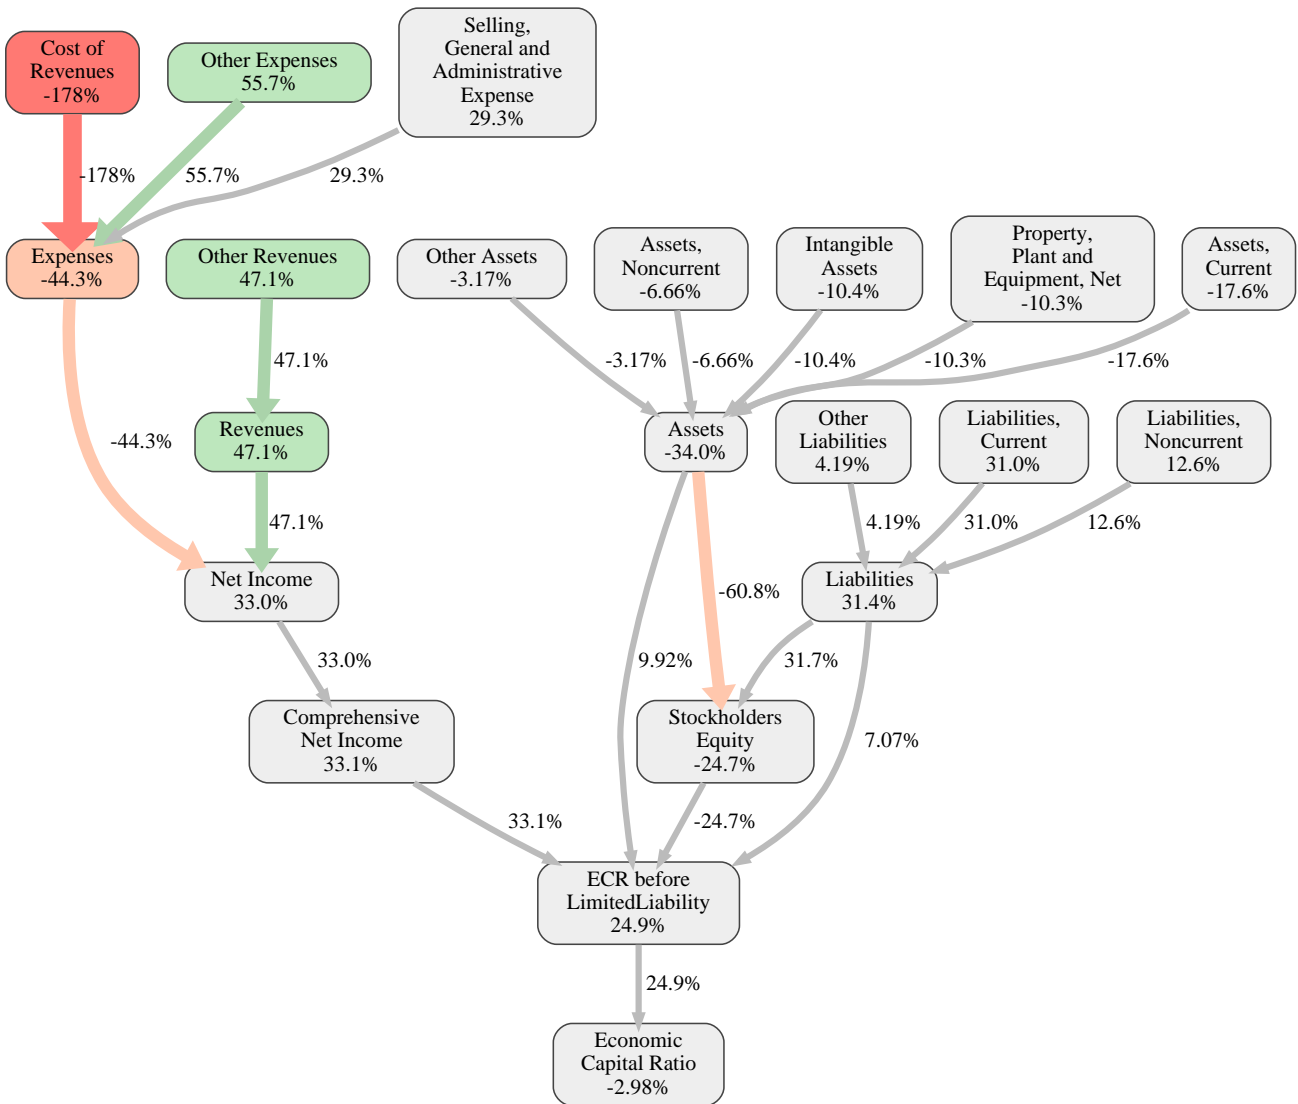 Cost of
Revenues
-178%
Other Expenses
55.7%
Selling,
General and
Administrative
Expense
29.3%
-178%
55.7%
29.3%
Expenses
-44.3%
Other Revenues
47.1%
Other Assets
-3.17%
Assets,
Noncurrent
-6.66%
Intangible
Assets
-10.4%
Property,
Plant and
Equipment, Net
-10.3%
Assets,
Current
-17.6%
47.1%
-3.17%
-6.66%
-10.4%
-10.3%
-17.6%
-44.3%
Revenues
47.1%
Assets
-34.0%
Other
Liabilities
4.19%
Liabilities,
Current
31.0%
Liabilities,
Noncurrent
12.6%
47.1%
-60.8%
4.19%
31.0%
12.6%
Net Income
33.0%
Liabilities
31.4%
33.0%
9.92%
31.7%
7.07%
Comprehensive
Net Income
33.1%
Stockholders
Equity
-24.7%
33.1%
-24.7%
ECR before
LimitedLiability
24.9%
24.9%
Economic
Capital Ratio
-2.98%